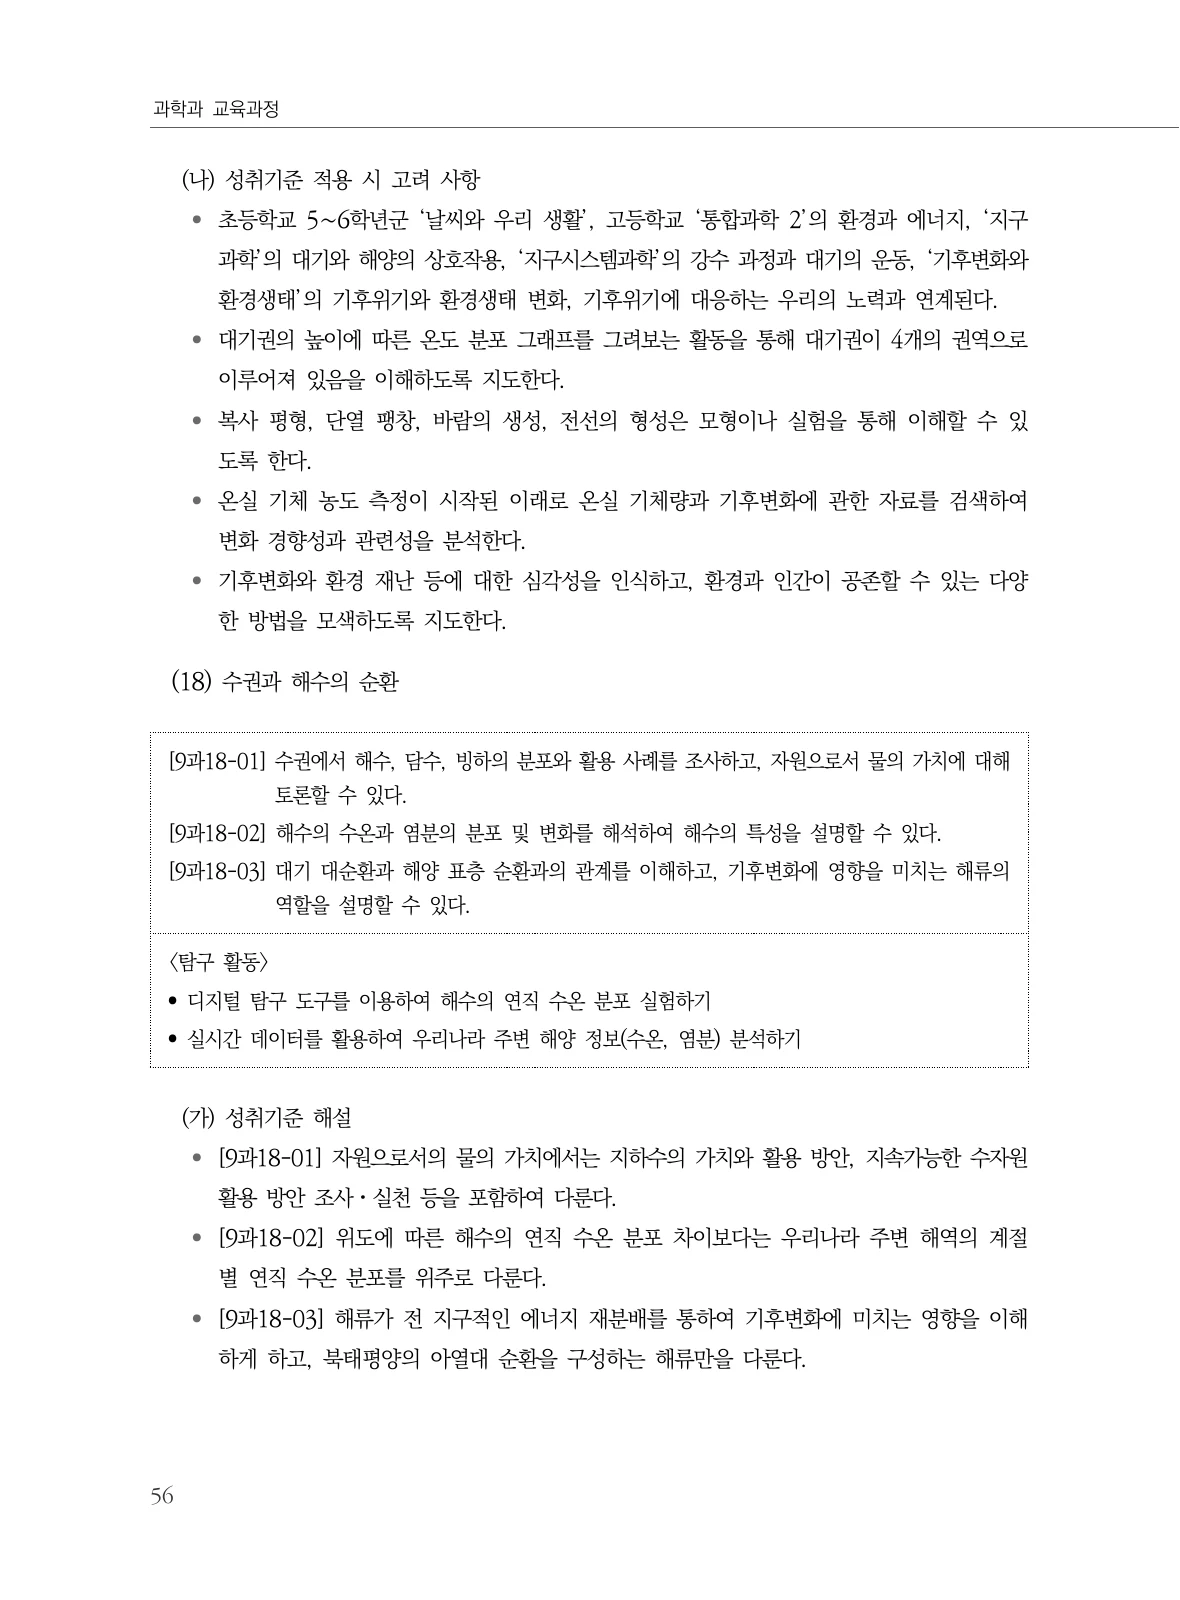 과학과 교육과정
(나) 성취기준 적용 시 고려 사항
• 초등학교 5~6학년군 ‘날씨와 우리 생활’, 고등학교 ‘통합과학 2’의 환경과 에너지, ‘지구
과학’의 대기와 해양의 상호작용, ‘지구시스템과학’의 강수 과정과 대기의 운동, ‘기후변화와
환경생태’의 기후위기와 환경생태 변화, 기후위기에 대응하는 우리의 노력과 연계된다.
• 대기권의 높이에 따른 온도 분포 그래프를 그려보는 활동을 통해 대기권이 4개의 권역으로
이루어져 있음을 이해하도록 지도한다.
• 복사 평형, 단열 팽창, 바람의 생성, 전선의 형성은 모형이나 실험을 통해 이해할 수 있
도록 한다.
• 온실 기체 농도 측정이 시작된 이래로 온실 기체량과 기후변화에 관한 자료를 검색하여
변화 경향성과 관련성을 분석한다.
• 기후변화와 환경 재난 등에 대한 심각성을 인식하고, 환경과 인간이 공존할 수 있는 다양
한 방법을 모색하도록 지도한다.
(18) 수권과 해수의 순환
[9과18-01] 수권에서 해수, 담수, 빙하의 분포와 활용 사례를 조사하고, 자원으로서 물의 가치에 대해
토론할 수 있다.
[9과18-02] 해수의 수온과 염분의 분포 및 변화를 해석하여 해수의 특성을 설명할 수 있다.
[9과18-03] 대기 대순환과 해양 표층 순환과의 관계를 이해하고, 기후변화에 영향을 미치는 해류의
역할을 설명할 수 있다.
〈탐구 활동〉
• 디지털 탐구 도구를 이용하여 해수의 연직 수온 분포 실험하기
• 실시간 데이터를 활용하여 우리나라 주변 해양 정보(수온, 염분) 분석하기
(가) 성취기준 해설
• [9과18-01] 자원으로서의 물의 가치에서는 지하수의 가치와 활용 방안, 지속가능한 수자원
활용 방안 조사·실천 등을 포함하여 다룬다.
• [9과18-02] 위도에 따른 해수의 연직 수온 분포 차이보다는 우리나라 주변 해역의 계절
별 연직 수온 분포를 위주로 다룬다.
• [9과18-03] 해류가 전 지구적인 에너지 재분배를 통하여 기후변화에 미치는 영향을 이해
하게 하고, 북태평양의 아열대 순환을 구성하는 해류만을 다룬다.
56